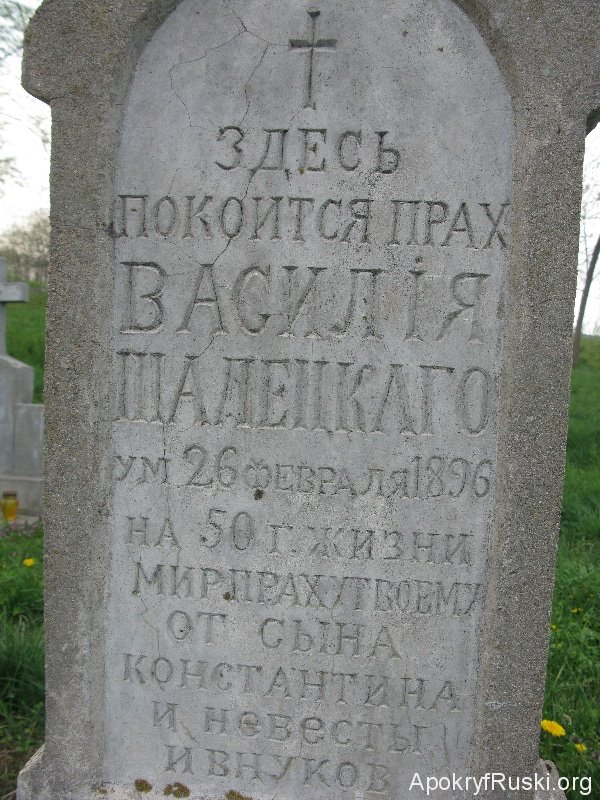 ЗДЕСЬ
ПОКОИТСЯ ПРАХ
ВАСИЛІЯ
ШАЛЕЦКАГО
УМ 26 ФЕВРАЛЯ 1896
НА 50 Г. ЖИЗНИ
МИР ПРАХУ ТВОЕМУ
ОТ СЫНА
КОНСТАНТИНА
И НЕВЕСТЫ
И ВНУКОВ
ApokryfRuski.org